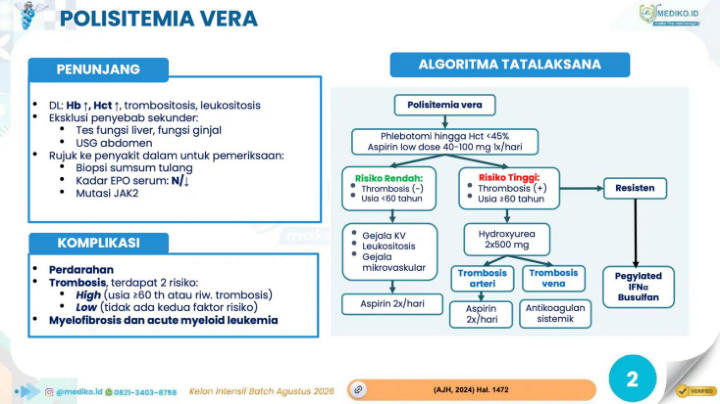 POLISITEMIA VERA
MEDIKO.ID
PENUNJANG
• DL: Hb ↑, Hct ↑, trombositosis, leukositosis
• Eksklusi penyebab sekunder:
• Tes fungsi liver, fungsi ginjal
• USG abdomen
• Rujuk ke penyakit dalam untuk pemeriksaan:
• Biopsi sumsum tulang
• Kadar EPO serum: N/↓
• Mutasi JAK2
KOMPLIKASI
• Perdarahan
• Trombosis, terdapat 2 risiko:
• High (usia ≥60 th atau riw. trombosis)
• Low (tidak ada kedua faktor risiko)
• Myelofibrosis dan acute myeloid leukemia
ALGORITMA TATALAKSANA
Polisitemia vera
Phlebotomi hingga Hct <45%
Aspirin low dose 40-100 mg 1x/hari
Risiko Rendah:
• Thrombosis (-)
• Usia <60 tahun
Risiko Tinggi:
• Thrombosis (+)
• Usia ≥60 tahun
Resisten
• Gejala KV
• Leukositosis
• Gejala
mikrovaskular
Hydroxyurea
2x500 mg
Trombosis
arteri
Trombosis
vena
Pegylated
IFNα
Busulfan
Aspirin 2x/hari
Aspirin
2x/hari
Antikoagulan
sistemik
@mediko.id 0821-3403-8758 Kelan Intensif Batch Agustus 2026
(AJH, 2024) Hal. 1472
2
VERIFIED